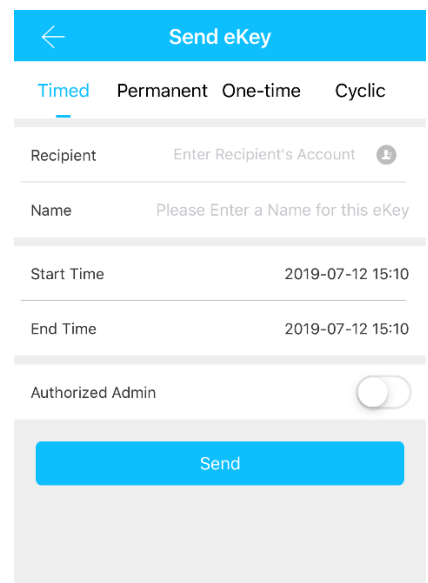 Send eKey
Timed Permanent One-time Cyclic
Recipient Enter Recipient's Account
Name Please Enter a Name for this eKey
Start Time 2019-07-12 15:10
End Time 2019-07-12 15:10
Authorized Admin
Send